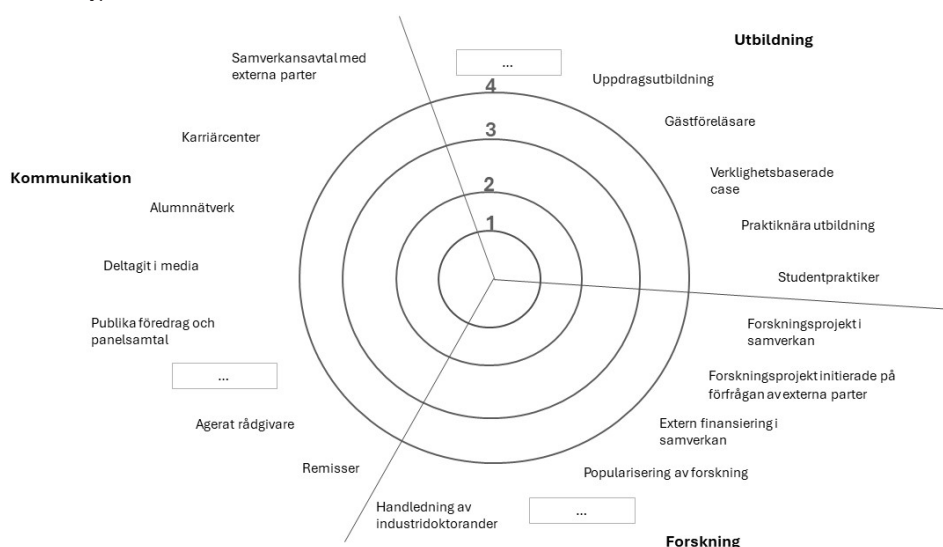 Utbildning
Samverkansavtal med
externa parter
...
Uppdragsutbildning
4
Gästföreläsare
3
Karriärcenter
Verklighetsbaserade
case
Kommunikation
2
Alumnnätverk
1
Praktiknära utbildning
Deltagit i media
Studentpraktiker
Publika föredrag och
panelsamtal
Forskningsprojekt i
samverkan
...
Forskningsprojekt initierade på
förfrågan av externa parter
Agerat rådgivare
Extern finansiering i
samverkan
Remisser
Popularisering av forskning
Handledning av
industridoktorander
...
Forskning